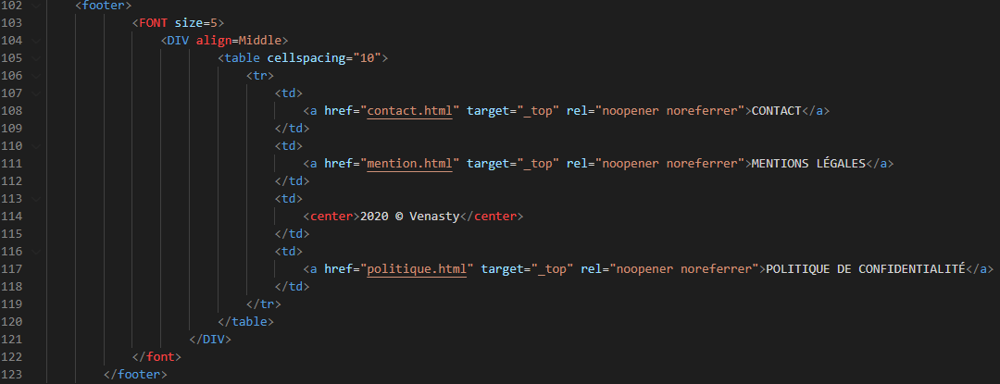 102 <footer>
103 <FONT size=5>
104 <DIV align=Middle>
105 <table cellspacing="10">
106 <tr>
107 <td>
108 <a href="contact.html" target="_top" rel="noopener noreferrer">CONTACT</a>
109 </td>
110 <td>
111 <a href="mention.html" target="_top" rel="noopener noreferrer">MENTIONS LÉGALES</a>
112 </td>
113 <td>
114 <center>2020 © Venasty</center>
115 </td>
116 <td>
117 <a href="politique.html" target="_top" rel="noopener noreferrer">POLITIQUE DE CONFIDENTIALITÉ</a>
118 </td>
119 </tr>
120 </table>
121 </DIV>
122 </font>
123 </footer>